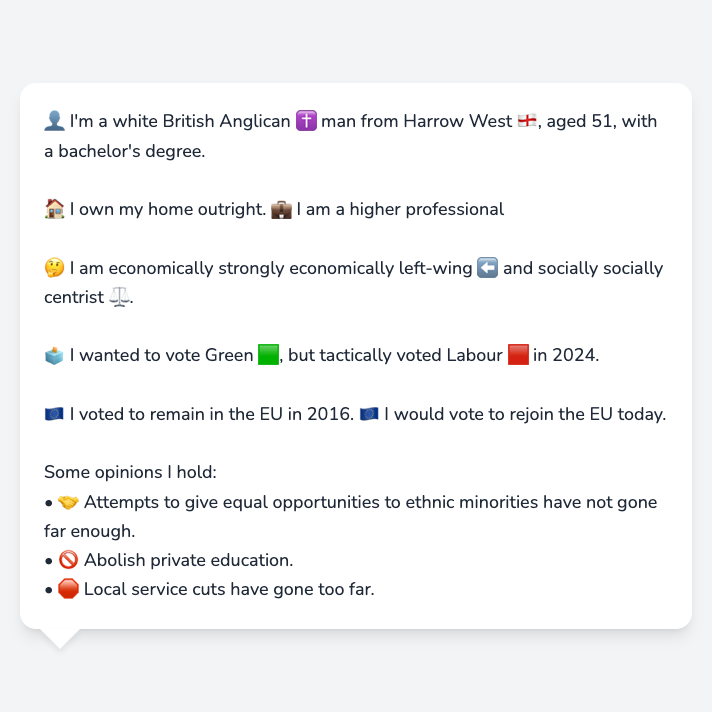 👤 I'm a white British Anglican ✝️ man from Harrow West 🏴󠁧󠁢󠁥󠁮󠁧󠁿, aged 51, with
a bachelor's degree.
🏠 I own my home outright. 💼 I am a higher professional
🤔 I am economically strongly economically left-wing ⬅️ and socially socially
centrist ⚖️.
🗳️ I wanted to vote Green 🟩, but tactically voted Labour 🟥 in 2024.
🇪🇺 I voted to remain in the EU in 2016. 🇪🇺 I would vote to rejoin the EU today.
Some opinions I hold:
• 🤝 Attempts to give equal opportunities to ethnic minorities have not gone
far enough.
• 🚫 Abolish private education.
• 🛑 Local service cuts have gone too far.